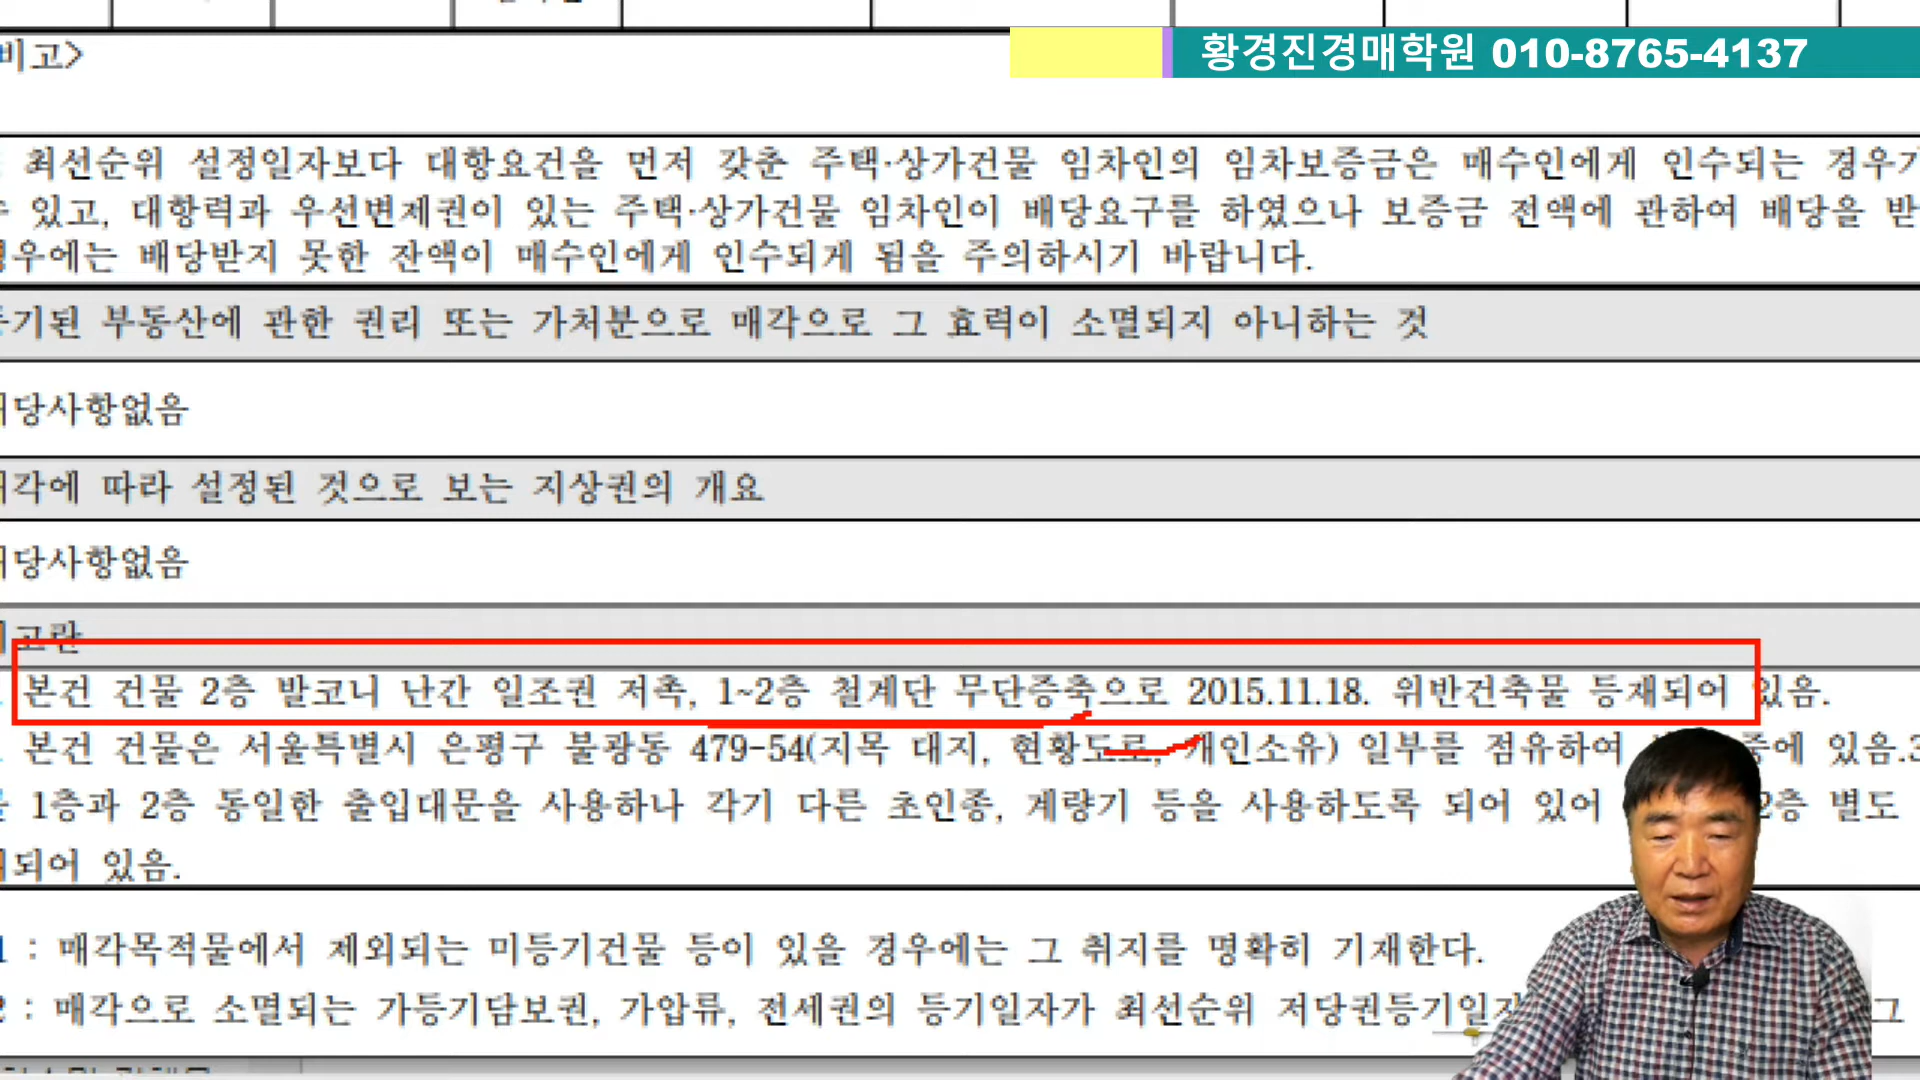 비고>
황경진경매학원 010-8765-4137
최선순위 설정일자보다 대항요건을 먼저 갖춘 주택·상가건물 임차인의 임차보증금은 매수인에게 인수되는 경우가
있고, 대항력과 우선변제권이 있는 주택·상가건물 임차인이 배당요구를 하였으나 보증금 전액에 관하여 배당을 받
경우에는 배당받지 못한 잔액이 매수인에게 인수되게 됨을 주의하시기 바랍니다.
등기된 부동산에 관한 권리 또는 가처분으로 매각으로 그 효력이 소멸되지 아니하는 것
해당사항없음
매각에 따라 설정된 것으로 보는 지상권의 개요
해당사항없음
비고란
본건 건물 2층 발코니 난간 일조권 저촉, 1~2층 철계단 무단증축으로 2015.11.18. 위반건축물 등재되어 있음.
본건 건물은 서울특별시 은평구 불광동 479-54(지목 대지, 현황도로, 개인소유) 일부를 점유하여 중에 있음.3
1층과 2층 동일한 출입대문을 사용하나 각기 다른 초인종, 계량기 등을 사용하도록 되어 있어 2층 별도
되어 있음.
1 : 매각목적물에서 제외되는 미등기건물 등이 있을 경우에는 그 취지를 명확히 기재한다.
2 : 매각으로 소멸되는 가등기담보권, 가압류, 전세권의 등기일자가 최선순위 저당권등기일자 그